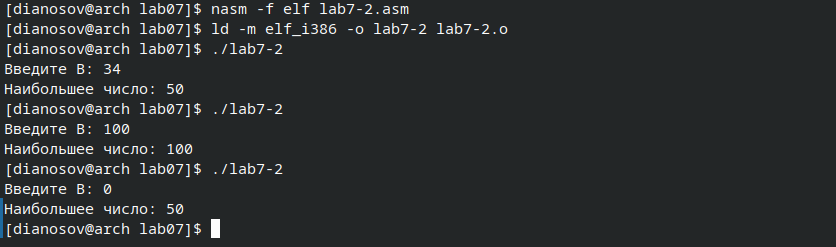 [dianosov@arch lab07]$ nasm -f elf lab7-2.asm
[dianosov@arch lab07]$ ld -m elf_i386 -o lab7-2 lab7-2.o
[dianosov@arch lab07]$ ./lab7-2
Введите B: 34
Наибольшее число: 50
[dianosov@arch lab07]$ ./lab7-2
Введите B: 100
Наибольшее число: 100
[dianosov@arch lab07]$ ./lab7-2
Введите B: 0
Наибольшее число: 50
[dianosov@arch lab07]$